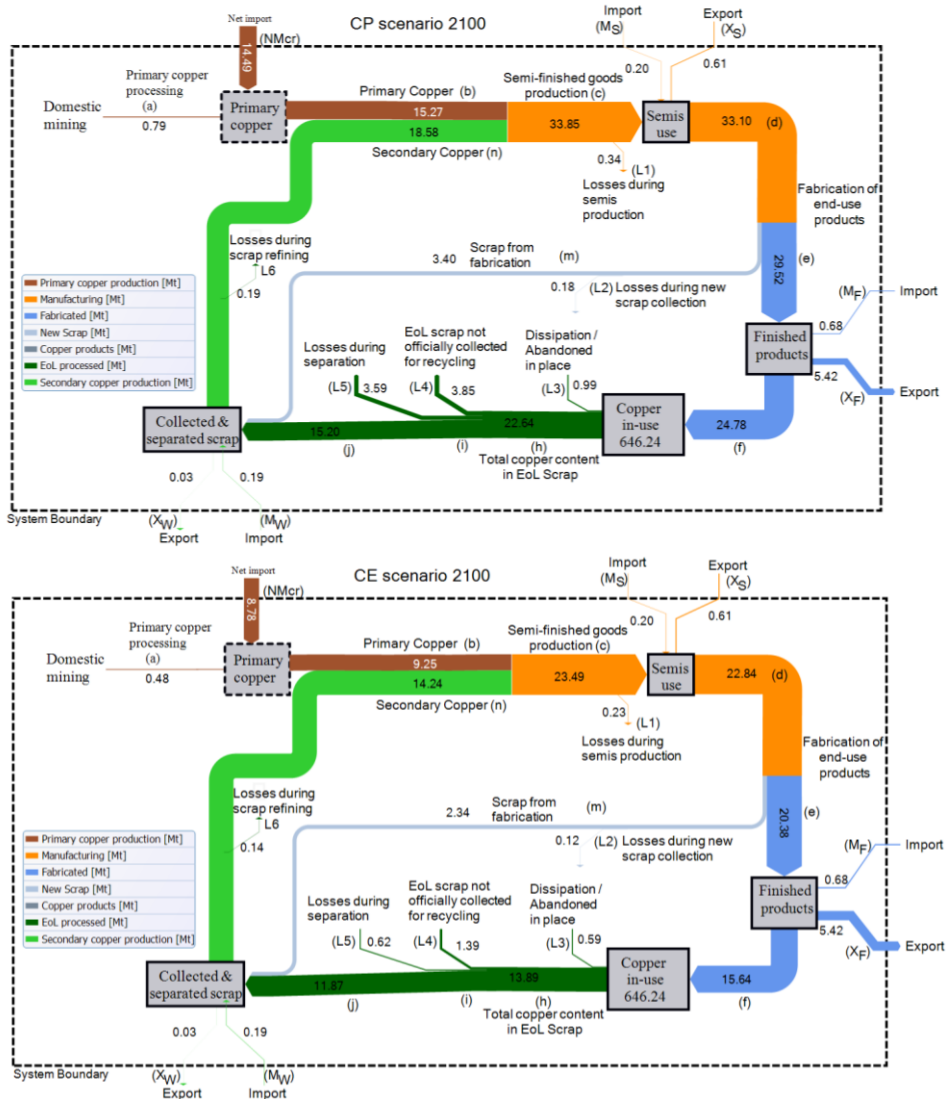 CP scenario 2100
Net import
(NMcr)
14.49
Import
(M_S)
0.20
Export
(X_S)
0.61
Primary copper
processing
(a)
Domestic
mining
0.79
Primary
copper
Primary Copper (b)
15.27
18.58
Secondary Copper (n)
Semi-finished goods
production (c)
33.85
Semis
use
33.10
(d)
0.34
(L1)
Losses during
semis
production
Fabrication of
end-use
products
Losses during
scrap refining
L6
0.19
3.40
Scrap from
fabrication
(m)
0.18
(L2) Losses during new
scrap collection
29.52
(e)
Primary copper production [Mt]
Manufacturing [Mt]
Fabricated [Mt]
New Scrap [Mt]
Copper products [Mt]
EoL processed [Mt]
Secondary copper production [Mt]
(M_F)
Import
0.68
Finished
products
5.42
(X_F)
Export
Losses during
separation
(L5)
3.59
EoL scrap not
officially collected
for recycling
(L4)
3.85
Dissipation /
Abandoned
in place
(L3)
0.99
Collected &
separated scrap
15.20
22.64
Copper
in-use
646.24
24.78
(j)
(i)
(h)
(f)
Total copper content
in EoL Scrap
0.03
0.19
System Boundary
(X_W)
Export
(M_W)
Import
CE scenario 2100
Net import
(NMcr)
8.78
Import
(M_S)
0.20
Export
(X_S)
0.61
Primary copper
processing
(a)
Domestic
mining
0.48
Primary
copper
Primary Copper (b)
9.25
14.24
Secondary Copper (n)
Semi-finished goods
production (c)
23.49
Semis
use
22.84
(d)
0.23
(L1)
Losses during
semis production
Fabrication of
end-use
products
Losses during
scrap refining
L6
0.14
2.34
Scrap from
fabrication
(m)
0.12
(L2) Losses during new
scrap collection
20.38
(e)
Primary copper production [Mt]
Manufacturing [Mt]
Fabricated [Mt]
New Scrap [Mt]
Copper products [Mt]
EoL processed [Mt]
Secondary copper production [Mt]
(M_F)
Import
0.68
Finished
products
5.42
(X_F)
Export
Losses during
separation
(L5)
0.62
EoL scrap not
officially collected
for recycling
(L4)
1.39
Dissipation /
Abandoned
in place
(L3)
0.59
Collected &
separated scrap
11.87
13.89
Copper
in-use
646.24
15.64
(j)
(i)
(h)
(f)
Total copper content
in EoL Scrap
0.03
0.19
System Boundary
(X_W)
Export
(M_W)
Import